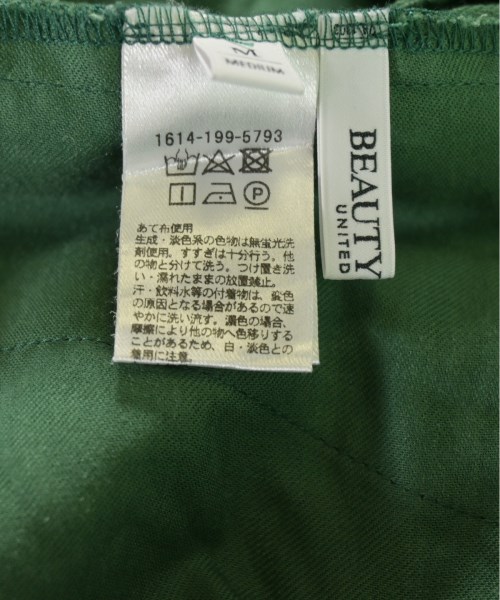 M
MEDIUM
1614-199-5793
あて布使用
生成・淡色系の色物は無蛍光洗
剤使用。すすぎは十分行う。他
の物と分けて洗う。つけ置き洗
い・濡れたままの放置禁止。
汗・飲料水等の付着物は、変色
の原因となる場合があるので速
やかに洗い流す。濃色の場合、
摩擦により他の物へ色移りする
ことがあるため、白・淡色との
着用に注意。
BEAUTY
UNITED